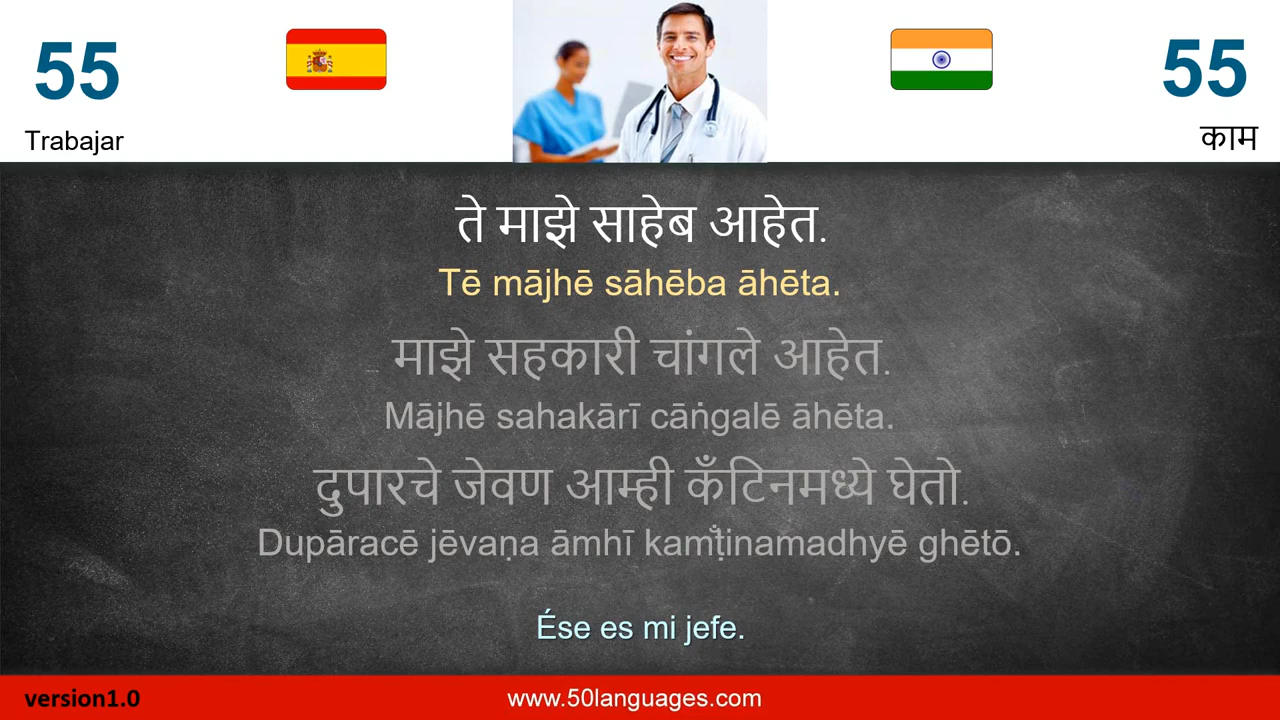 55
55
Trabajar
काम
ते माझे साहेब आहेत.
Tē mājhē sāhēba āhēta.
माझे सहकारी चांगले आहेत.
Mājhē sahakārī cāṅgalē āhēta.
दुपारचे जेवण आम्ही कँटिनमध्ये घेतो.
Dupāracē jēvaṇa āmhī kam̐ṭinamadhyē ghētō.
Ése es mi jefe.
version1.0
www.50languages.com